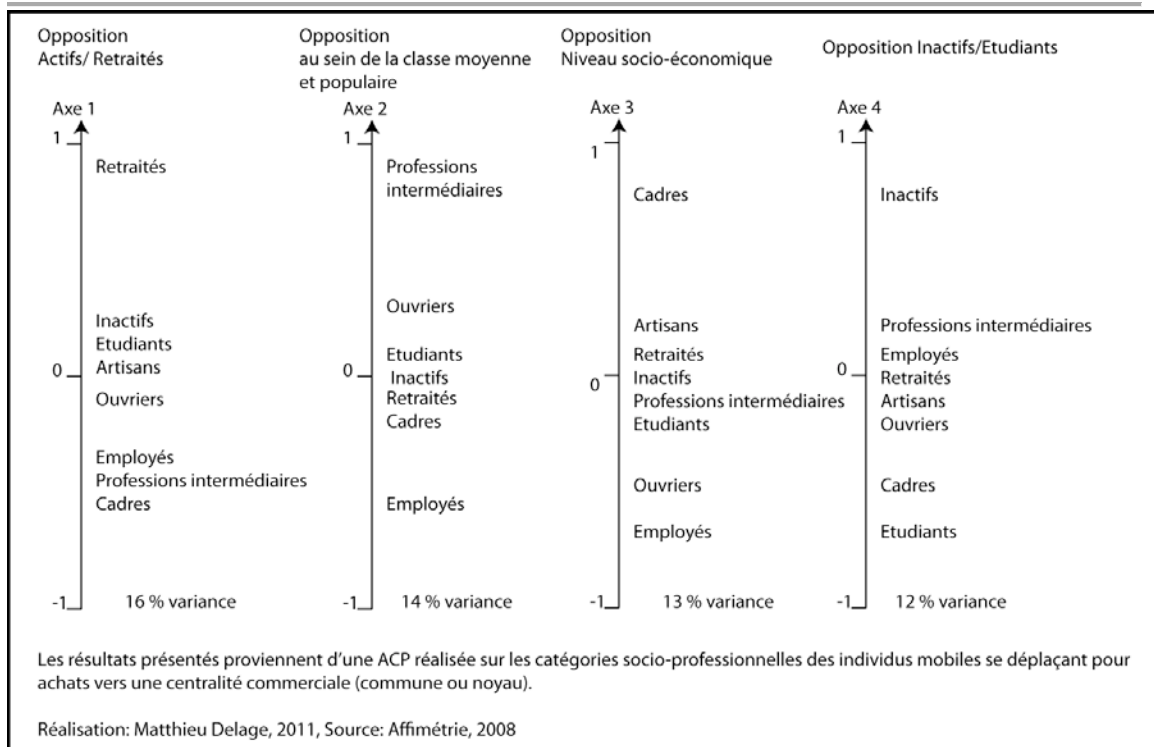 Opposition
Actifs/ Retraités
Opposition
au sein de la classe moyenne
et populaire
Opposition
Niveau socio-économique
Opposition Inactifs/Etudiants
Axe 1
1
Retraités
Inactifs
Etudiants
Artisans
0
Ouvriers
Employés
Professions intermédiaires
Cadres
-1
16 % variance
Axe 2
1
Professions
intermédiaires
Ouvriers
Etudiants
0
Inactifs
Retraités
Cadres
Employés
-1
14 % variance
Axe 3
1
Cadres
Artisans
Retraités
Inactifs
0
Professions intermédiaires
Etudiants
Ouvriers
Employés
-1
13 % variance
Axe 4
1
Inactifs
Professions intermédiaires
Employés
0
Retraités
Artisans
Ouvriers
Cadres
Etudiants
-1
12 % variance
Les résultats présentés proviennent d'une ACP réalisée sur les catégories socio-professionnelles des individus mobiles se déplaçant pour
achats vers une centralité commerciale (commune ou noyau).
Réalisation: Matthieu Delage, 2011, Source: Affimétrie, 2008